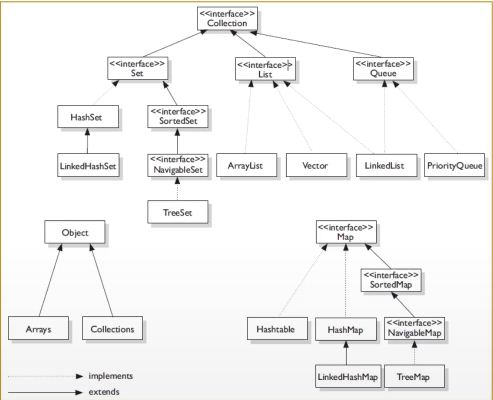 <<interface>>
Collection
<<interface>>
Set
<<interface>>
List
<<interface>>
Queue
HashSet
<<interface>>
SortedSet
LinkedHashSet
<<interface>>
NavigableSet
ArrayList
Vector
LinkedList
PriorityQueue
TreeSet
Object
<<interface>>
Map
<<interface>>
SortedMap
Arrays
Collections
Hashtable
HashMap
<<interface>>
NavigableMap
LinkedHashMap
TreeMap
implements
extends